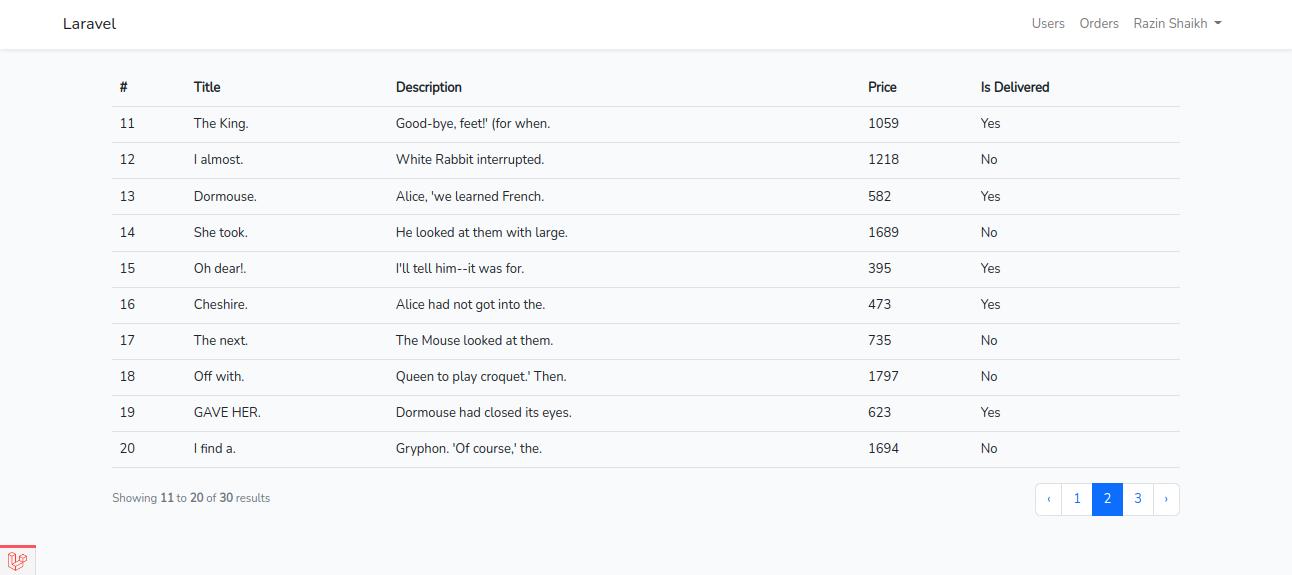 Laravel Users Orders Razin Shaikh
# Title Description Price Is Delivered
11 The King. Good-bye, feet!' (for when. 1059 Yes
12 I almost. White Rabbit interrupted. 1218 No
13 Dormouse. Alice, 'we learned French. 582 Yes
14 She took. He looked at them with large. 1689 No
15 Oh dear!. I'll tell him--it was for. 395 Yes
16 Cheshire. Alice had not got into the. 473 Yes
17 The next. The Mouse looked at them. 735 No
18 Off with. Queen to play croquet.' Then. 1797 No
19 GAVE HER. Dormouse had closed its eyes. 623 Yes
20 I find a. Gryphon. 'Of course,' the. 1694 No
Showing 11 to 20 of 30 results ‹ 1 2 3 ›